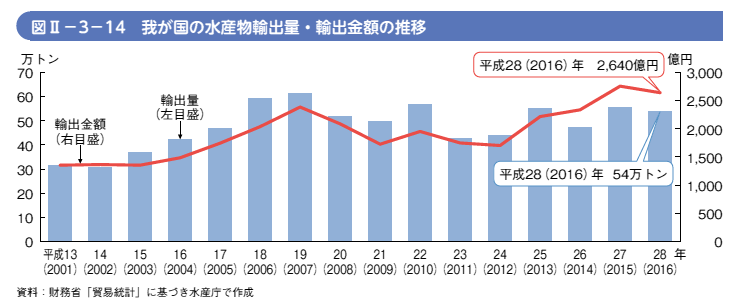 図Ⅱ－3－14 我が国の水産物輸出量・輸出金額の推移
万トン
億円
平成28（2016）年 2,640億円
70
60
50
40
30
20
10
0
3,000
2,500
2,000
1,500
1,000
500
0
輸出金額
（右目盛）
輸出量
（左目盛）
平成28（2016）年 54万トン
平成13 14 15 16 17 18 19 20 21 22 23 24 25 26 27 28 年
（2001）（2002）（2003）（2004）（2005）（2006）（2007）（2008）（2009）（2010）（2011）（2012）（2013）（2014）（2015）（2016）
資料：財務省「貿易統計」に基づき水産庁で作成